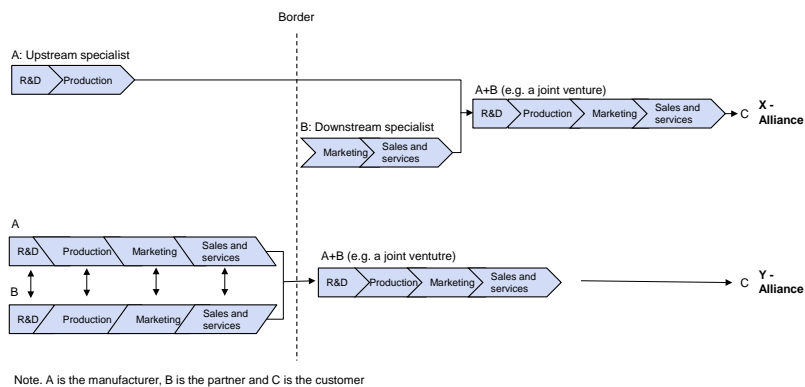 Border
A: Upstream specialist
R&D
Production
A+B (e.g. a joint venture)
R&D
Production
Marketing
Sales and
services
C
X -
Alliance
B: Downstream specialist
Marketing
Sales and
services
A
R&D
Production
Marketing
Sales and
services
A+B (e.g. a joint ventutre)
R&D
Production
Marketing
Sales and
services
C
Y -
Alliance
B
R&D
Production
Marketing
Sales and
services
Note. A is the manufacturer, B is the partner and C is the customer